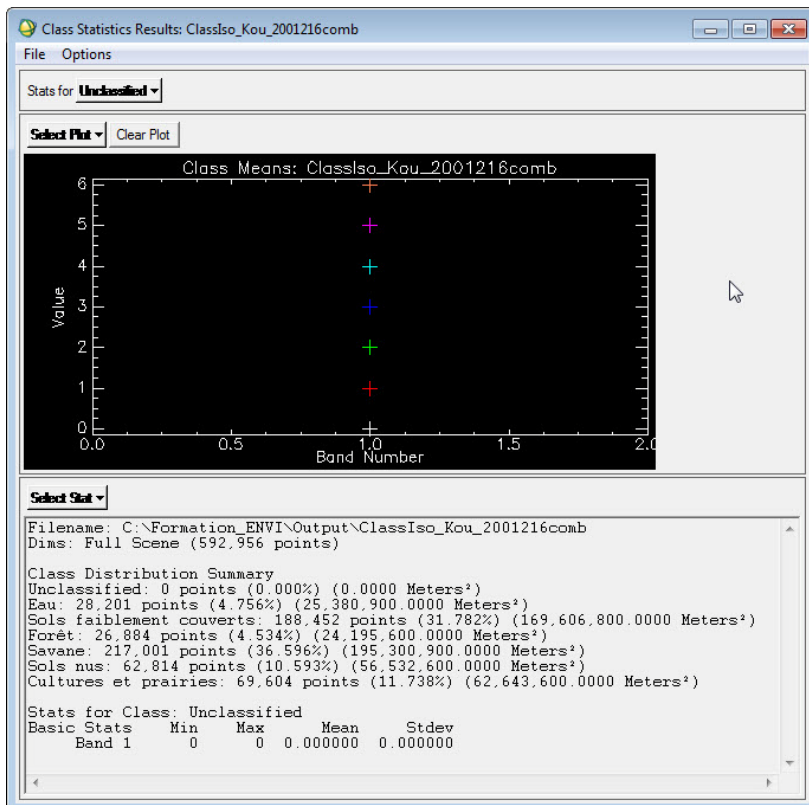 Class Statistics Results: ClassIso_Kou_2001216comb
File Options
Stats for Unclassified
Select Plot Clear Plot
Class Means: ClassIso_Kou_2001216comb
6
5
4
3
2
1
0
Value
0.0 0.5 1.0 1.5 2.0
Band Number
Select Stat
Filename: C:\Formation_ENVI\Output\ClassIso_Kou_2001216comb
Dims: Full Scene (592,956 points)
Class Distribution Summary
Unclassified: 0 points (0.000%) (0.0000 Meters²)
Eau: 28,201 points (4.756%) (25,380,900.0000 Meters²)
Sols faiblement couverts: 188,452 points (31.782%) (169,606,800.0000 Meters²)
Forêt: 26,884 points (4.534%) (24,195,600.0000 Meters²)
Savane: 217,001 points (36.596%) (195,300,900.0000 Meters²)
Sols nus: 62,814 points (10.593%) (56,532,600.0000 Meters²)
Cultures et prairies: 69,604 points (11.738%) (62,643,600.0000 Meters²)
Stats for Class: Unclassified
Basic Stats Min Max Mean Stdev
Band 1 0 0 0.000000 0.000000